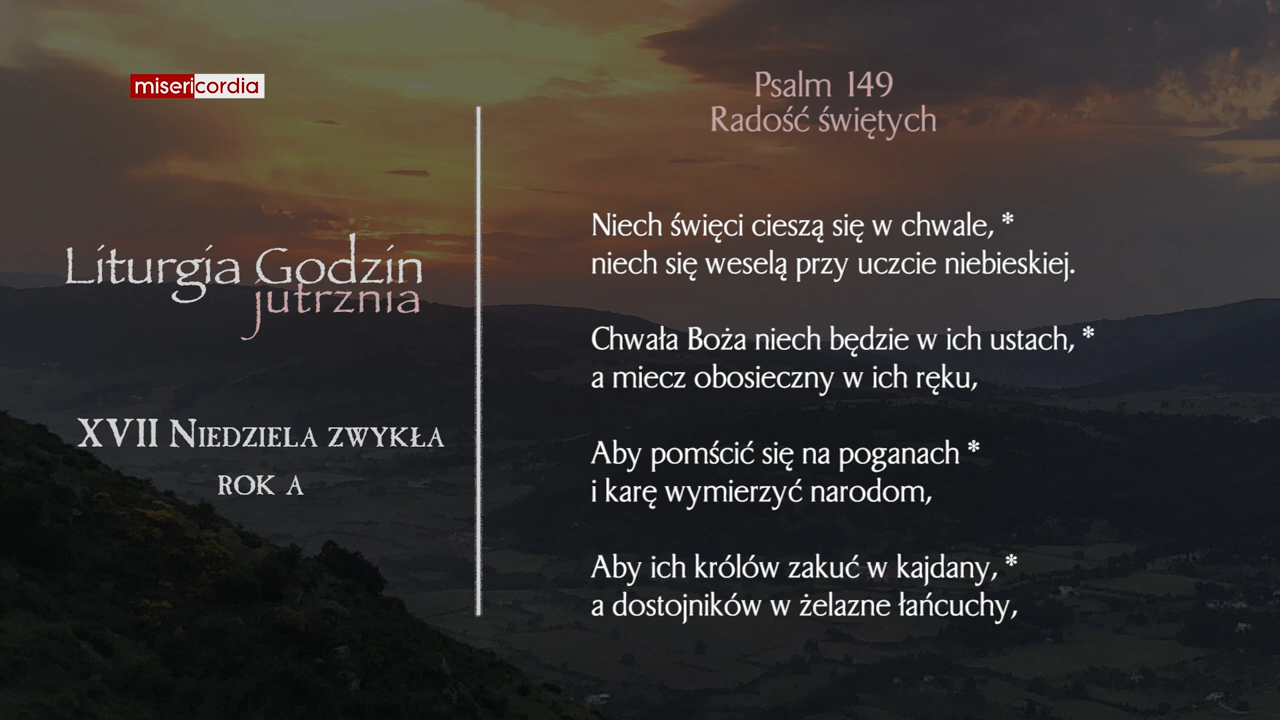 misericordia
Liturgia Godzin
jutrznia
XVII Niedziela zwykła
rok a
Psalm 149
Radość świętych
Niech święci cieszą się w chwale, *
niech się weselą przy uczcie niebieskiej.
Chwała Boża niech będzie w ich ustach, *
a miecz obosieczny w ich ręku,
Aby pomścić się na poganach *
i karę wymierzyć narodom,
Aby ich królów zakuć w kajdany, *
a dostojników w żelazne łańcuchy,